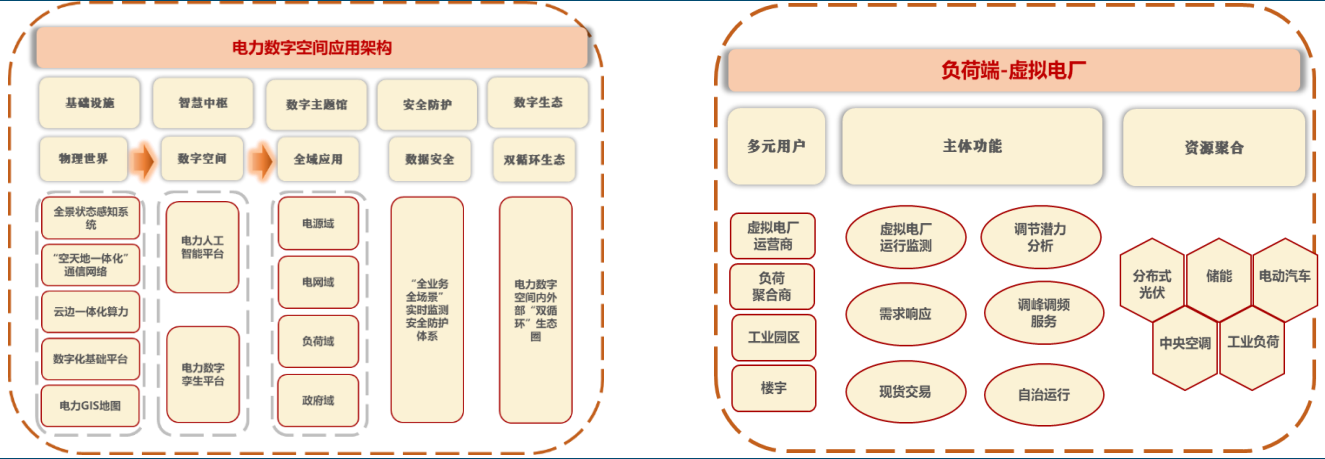 电力数字空间应用架构
基础设施
智慧中枢
数字主题馆
安全防护
数字生态
物理世界
数字空间
全域应用
数据安全
双循环生态
全景状态感知系
统
“空天地一体化”
通信网络
云边一体化算力
数字化基础平台
电力GIS地图
电力人工
智能平台
电力数字
孪生平台
电源域
电网域
负荷域
政府域
“全业务
全场景”
实时监测
安全防护
体系
电力数字
空间内外
部“双循
环”生态
圈
负荷端-虚拟电厂
多元用户
主体功能
资源聚合
虚拟电厂
运营商
负荷
聚合商
工业园区
楼宇
虚拟电厂
运行监测
调节潜力
分析
需求响应
调峰调频
服务
现货交易
自治运行
分布式
光伏
储能
电动汽车
中央空调
工业负荷